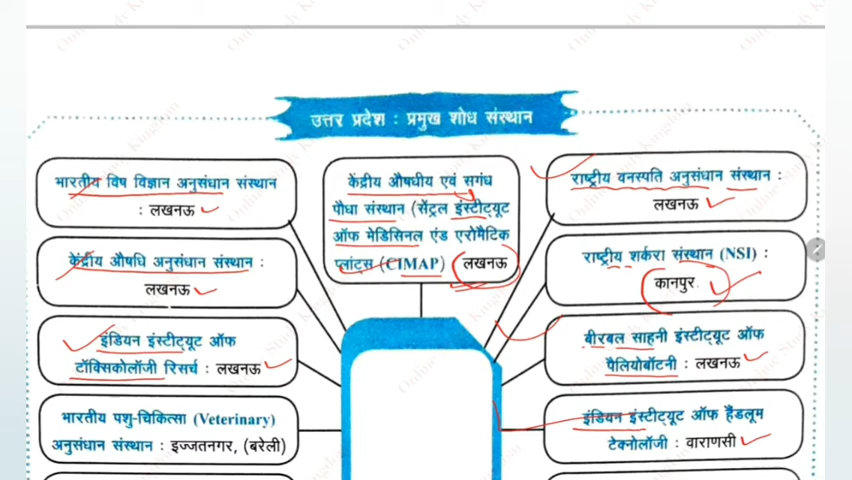 उत्तर प्रदेश : प्रमुख शोध संस्थान
भारतीय विष विज्ञान अनुसंधान संस्थान
: लखनऊ
केंद्रीय औषधि अनुसंधान संस्थान :
लखनऊ
इंडियन इंस्टीट्यूट ऑफ
टॉक्सिकोलॉजी रिसर्च : लखनऊ
भारतीय पशु-चिकित्सा (Veterinary)
अनुसंधान संस्थान : इज्जतनगर, (बरेली)
केंद्रीय औषधीय एवं सगंध
पौधा संस्थान (सेंट्रल इंस्टीट्यूट
ऑफ मेडिसिनल एंड एरोमैटिक
प्लांट्स (CIMAP) लखनऊ
राष्ट्रीय वनस्पति अनुसंधान संस्थान :
लखनऊ
राष्ट्रीय शर्करा संस्थान (NSI) :
कानपुर
बीरबल साहनी इंस्टीट्यूट ऑफ
पैलियोबॉटनी : लखनऊ
इंडियन इंस्टीट्यूट ऑफ हैंडलूम
टेक्नोलॉजी : वाराणसी